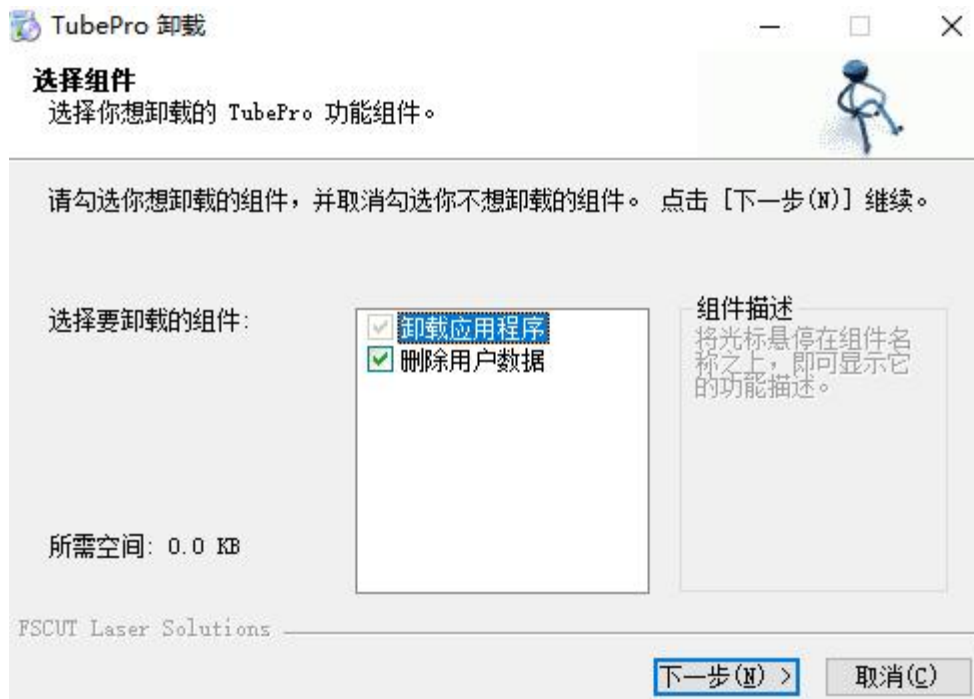 TubePro 卸载
选择组件
选择你想卸载的 TubePro 功能组件。
请勾选你想卸载的组件，并取消勾选你不想卸载的组件。 点击 [下一步(N)] 继续。
选择要卸载的组件:
卸载应用程序
删除用户数据
组件描述
将光标悬停在组件名
称之上，即可显示它
的功能描述。
所需空间: 0.0 KB
FSCUT Laser Solutions
下一步(N) >
取消(C)